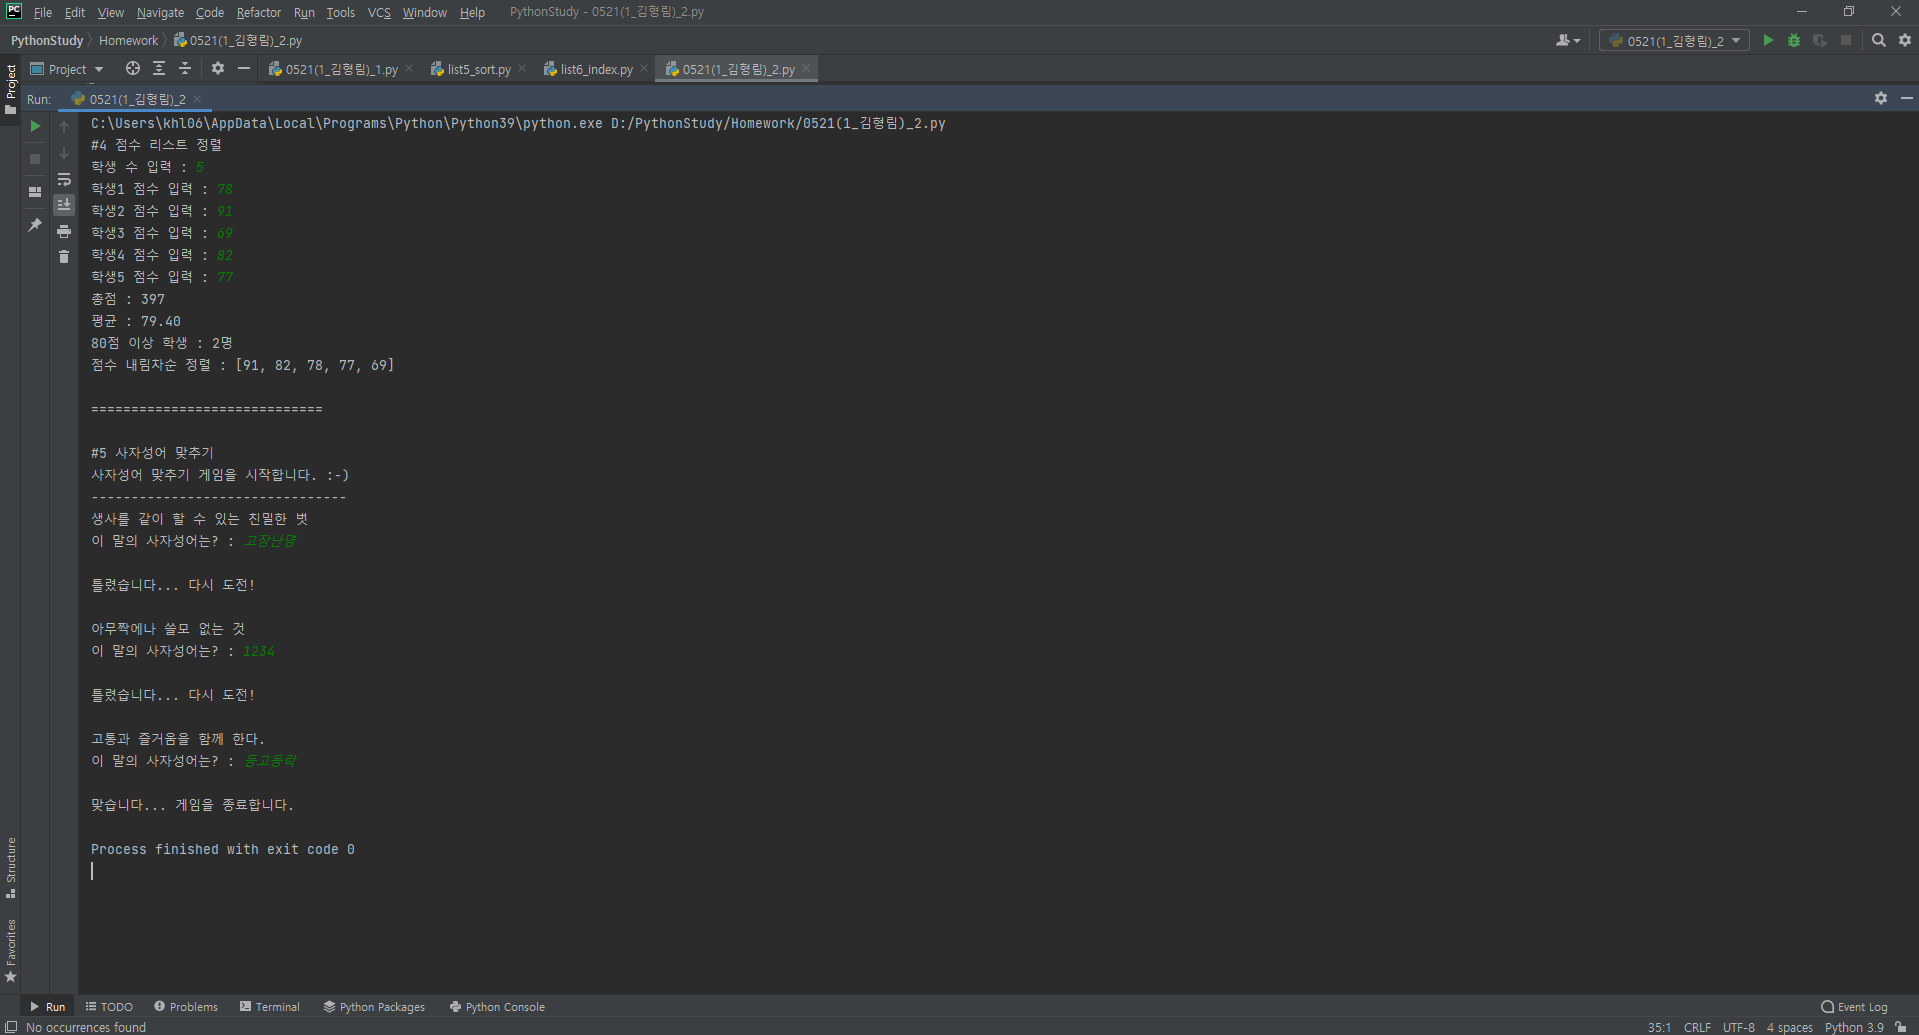 File Edit View Navigate Code Refactor Run Tools VCS Window Help PythonStudy - 0521(1_김형림)_2.py
PythonStudy Homework 0521(1_김형림)_2.py 0521(1_김형림)_2
Project 0521(1_김형림)_1.py list5_sort.py list6_index.py 0521(1_김형림)_2.py
Project
Run: 0521(1_김형림)_2
C:\Users\khl06\AppData\Local\Programs\Python\Python39\python.exe D:/PythonStudy/Homework/0521(1_김형림)_2.py
#4 점수 리스트 정렬
학생 수 입력 : 5
학생1 점수 입력 : 78
학생2 점수 입력 : 91
학생3 점수 입력 : 69
학생4 점수 입력 : 82
학생5 점수 입력 : 77
총점 : 397
평균 : 79.40
80점 이상 학생 : 2명
점수 내림차순 정렬 : [91, 82, 78, 77, 69]
=============================
#5 사자성어 맞추기
사자성어 맞추기 게임을 시작합니다. :-)
--------------------------------
생사를 같이 할 수 있는 친밀한 벗
이 말의 사자성어는? : 고장난명
틀렸습니다... 다시 도전!
아무짝에나 쓸모 없는 것
이 말의 사자성어는? : 1234
틀렸습니다... 다시 도전!
고통과 즐거움을 함께 한다.
이 말의 사자성어는? : 동고동락
맞습니다... 게임을 종료합니다.
Process finished with exit code 0
Structure
Favorites
Run TODO Problems Terminal Python Packages Python Console Event Log
No occurrences found 35:1 CRLF UTF-8 4 spaces Python 3.9